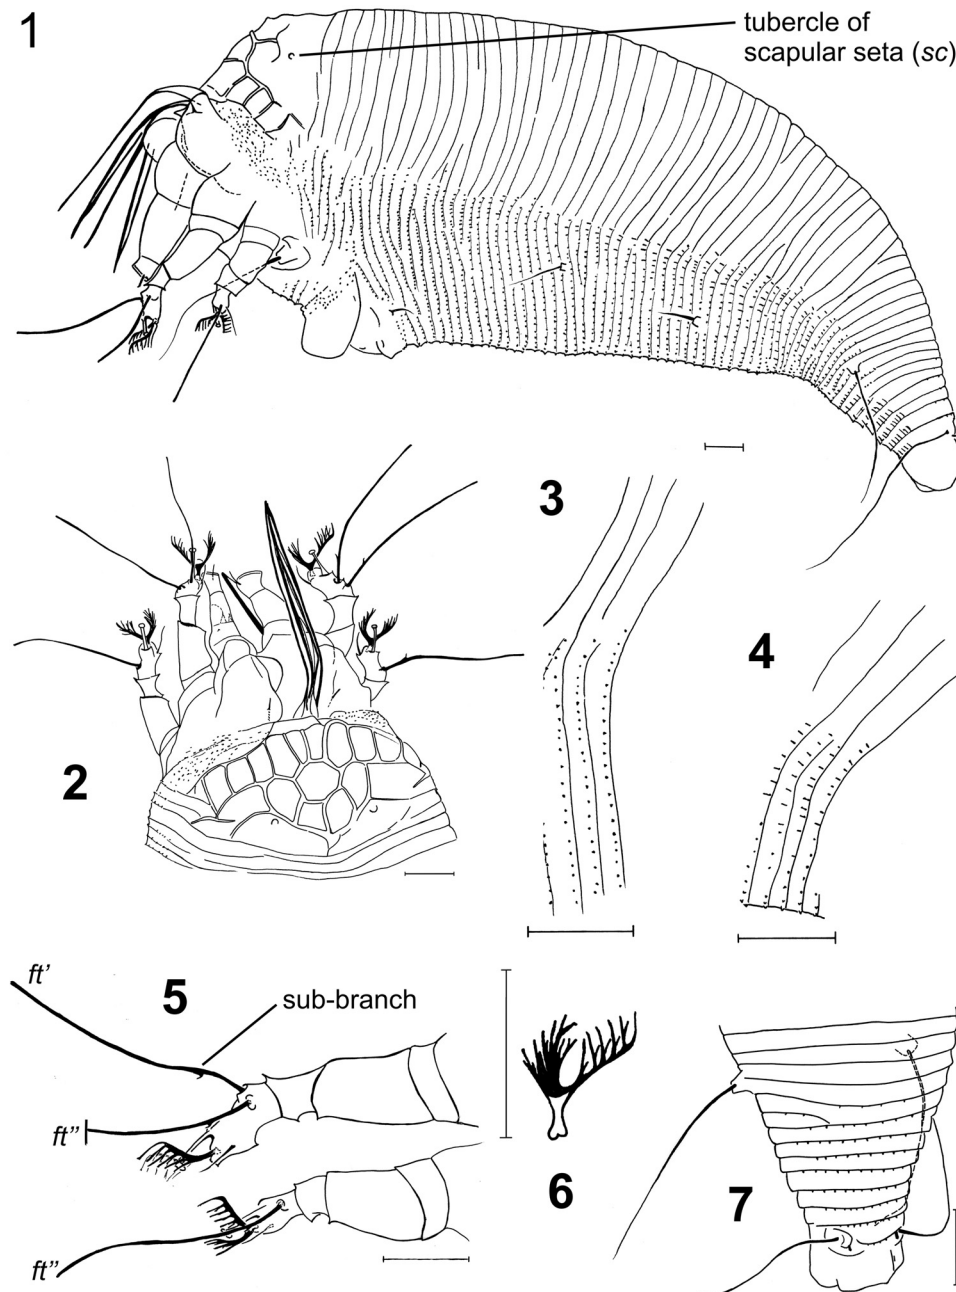 1
tubercle of
scapular seta (sc)
2
3
4
5
ft'
sub-branch
ft"
ft"
6
7